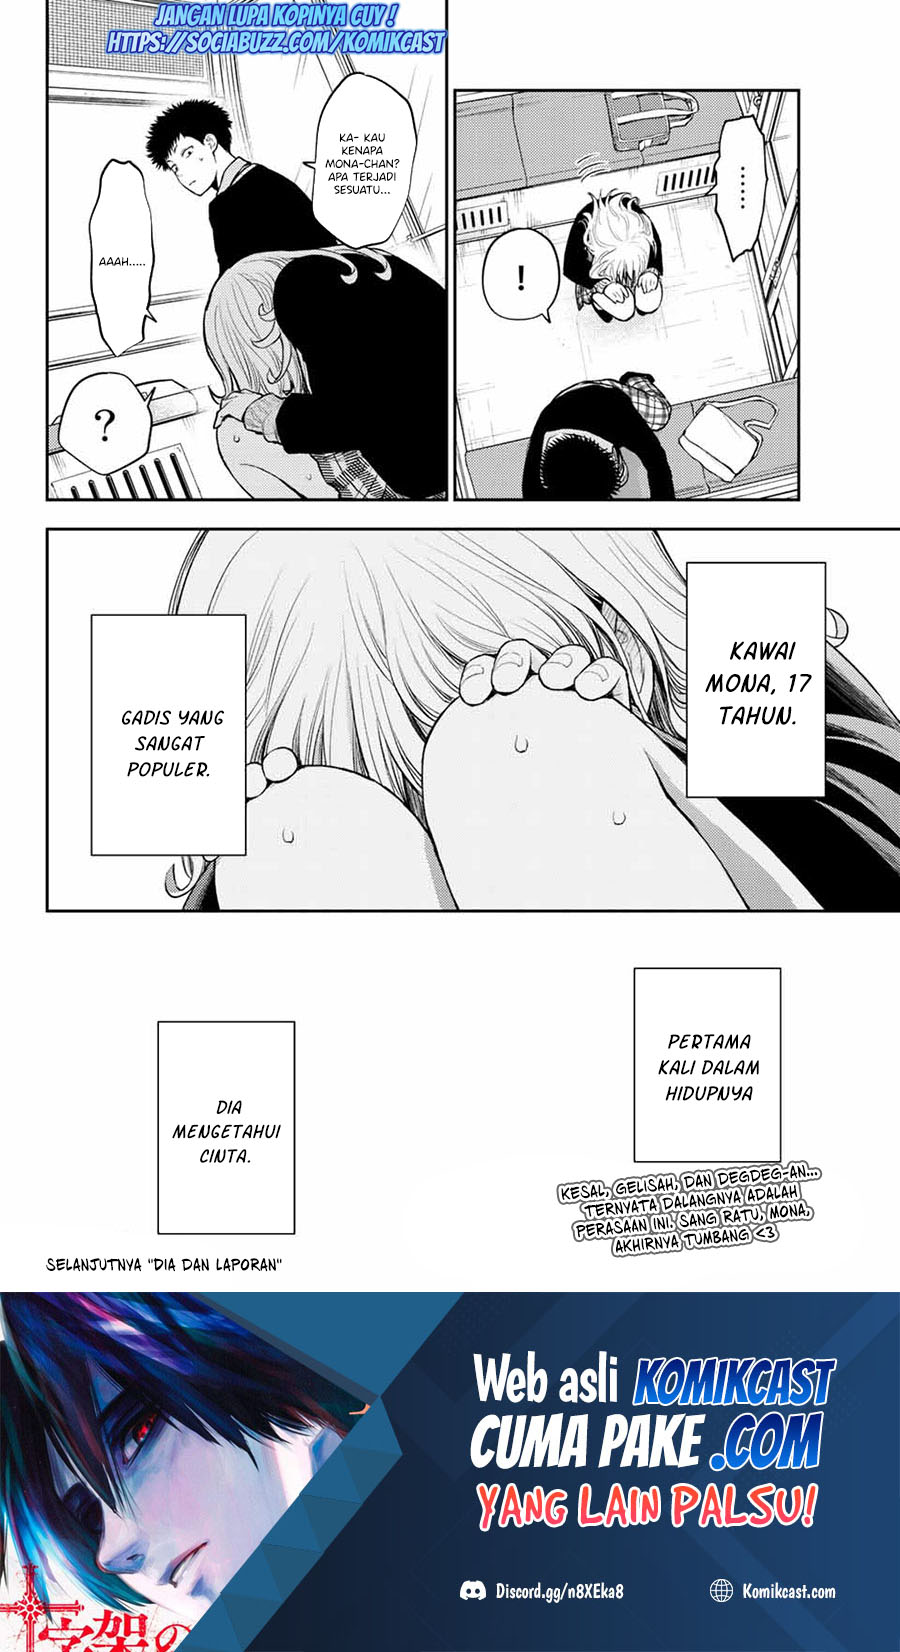 JANGAN LUPA KOPINYA CUY !
HTTPS://SOCIABUZZ.COM/KOMIKCAST
........
!
KA- KAU
KENAPA
MONA-CHAN?
APA TERJADI
SESUATU...
AAAH.....
?
KAWAI
MONA, 17
TAHUN.
GADIS YANG
SANGAT
POPULER.
PERTAMA
KALI DALAM
HIDUPNYA
DIA
MENGETAHUI
CINTA.
KESAL, GELISAH, DAN DEGDEG-AN...
TERNYATA DALANGNYA ADALAH
PERASAAN INI. SANG RATU, MONA,
AKHIRNYA TUMBANG <3
SELANJUTNYA "DIA DAN LAPORAN"
Web asli KOMIKCAST
CUMA PAKE .COM
YANG LAIN PALSU!
Discord.gg/n8XEka8
Komikcast.com
字架の